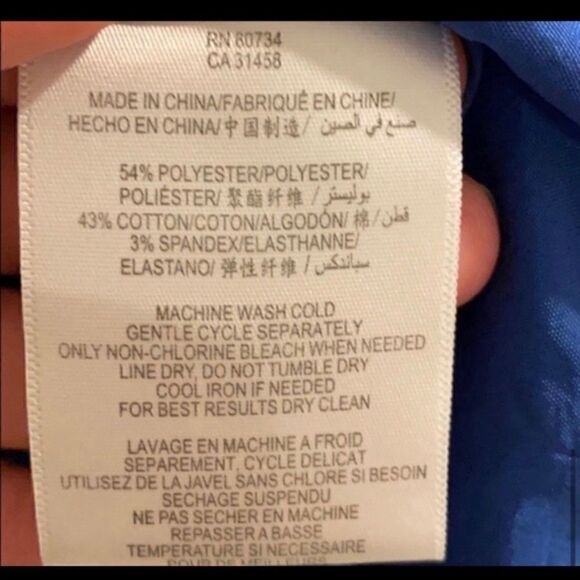 RN 60734
CA 31458
MADE IN CHINA/FABRIQUÉ EN CHINE/
HECHO EN CHINA/中国制造/ صنع في الصين
54% POLYESTER/POLYESTER/
POLIÉSTER/ 聚酯纤维 / بوليستر/
43% COTTON/COTON/ALGODÓN/ 棉/قطن/
3% SPANDEX/ELASTHANNE/
ELASTANO/ 弹性纤维 / سباندكس/
MACHINE WASH COLD
GENTLE CYCLE SEPARATELY
ONLY NON-CHLORINE BLEACH WHEN NEEDED
LINE DRY, DO NOT TUMBLE DRY
COOL IRON IF NEEDED
FOR BEST RESULTS DRY CLEAN
LAVAGE EN MACHINE A FROID
SEPAREMENT, CYCLE DELICAT
UTILISEZ DE LA JAVEL SANS CHLORE SI BESOIN
SECHAGE SUSPENDU
NE PAS SECHER EN MACHINE
REPASSER A BASSE
TEMPERATURE SI NECESSAIRE
POUR DE MEILLEURS